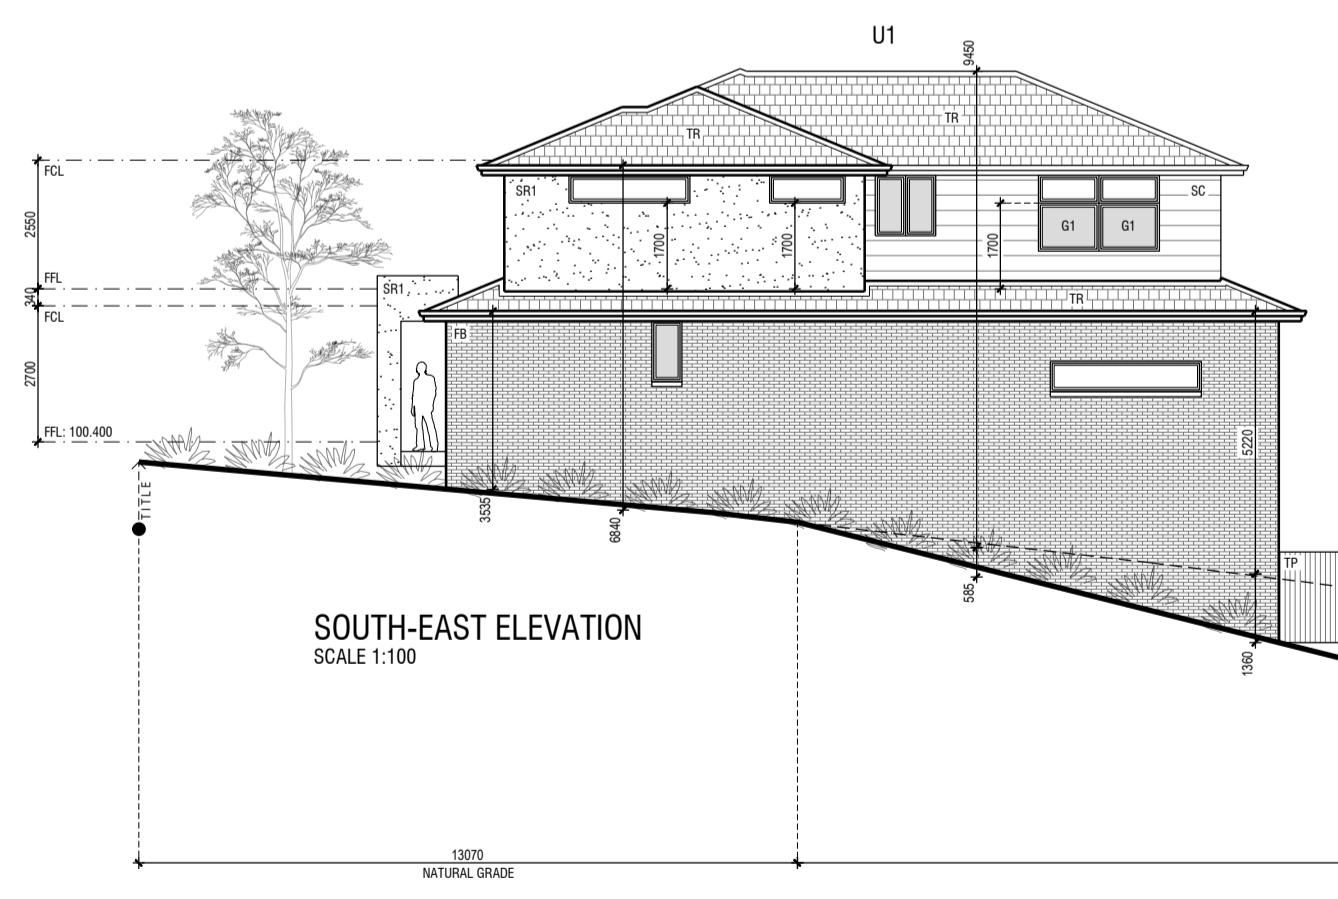 U1
9450
TR
TR
FCL
SR1
SC
2550
G1
G1
1700
1700
1700
FFL
SR1
340
TR
FCL
FB
2700
FFL: 100.400
5220
TITLE
3535
6840
TP
585
SOUTH-EAST ELEVATION
SCALE 1:100
1360
13070
NATURAL GRADE